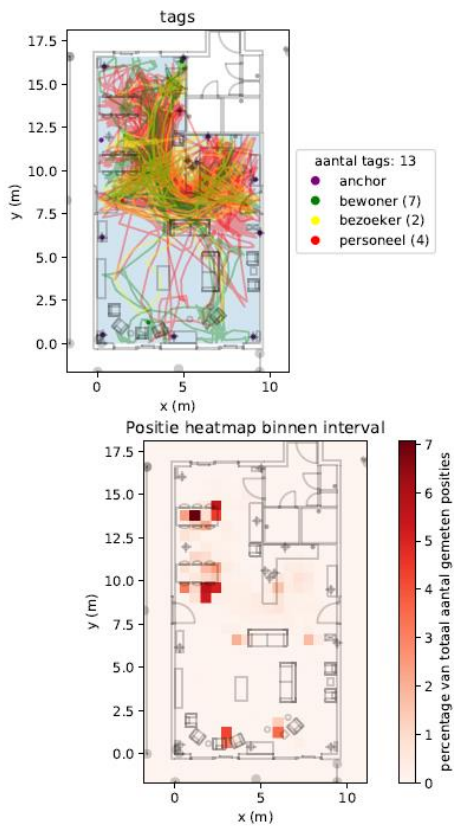 tags
17.5
15.0
12.5
10.0
7.5
5.0
2.5
0.0
y (m)
0
5
10
x (m)
aantal tags: 13
anchor
bewoner (7)
bezoeker (2)
personeel (4)
Positie heatmap binnen interval
17.5
15.0
12.5
10.0
7.5
5.0
2.5
0.0
y (m)
0
5
10
x (m)
7
6
5
4
3
2
1
0
percentage van totaal aantal gemeten posities